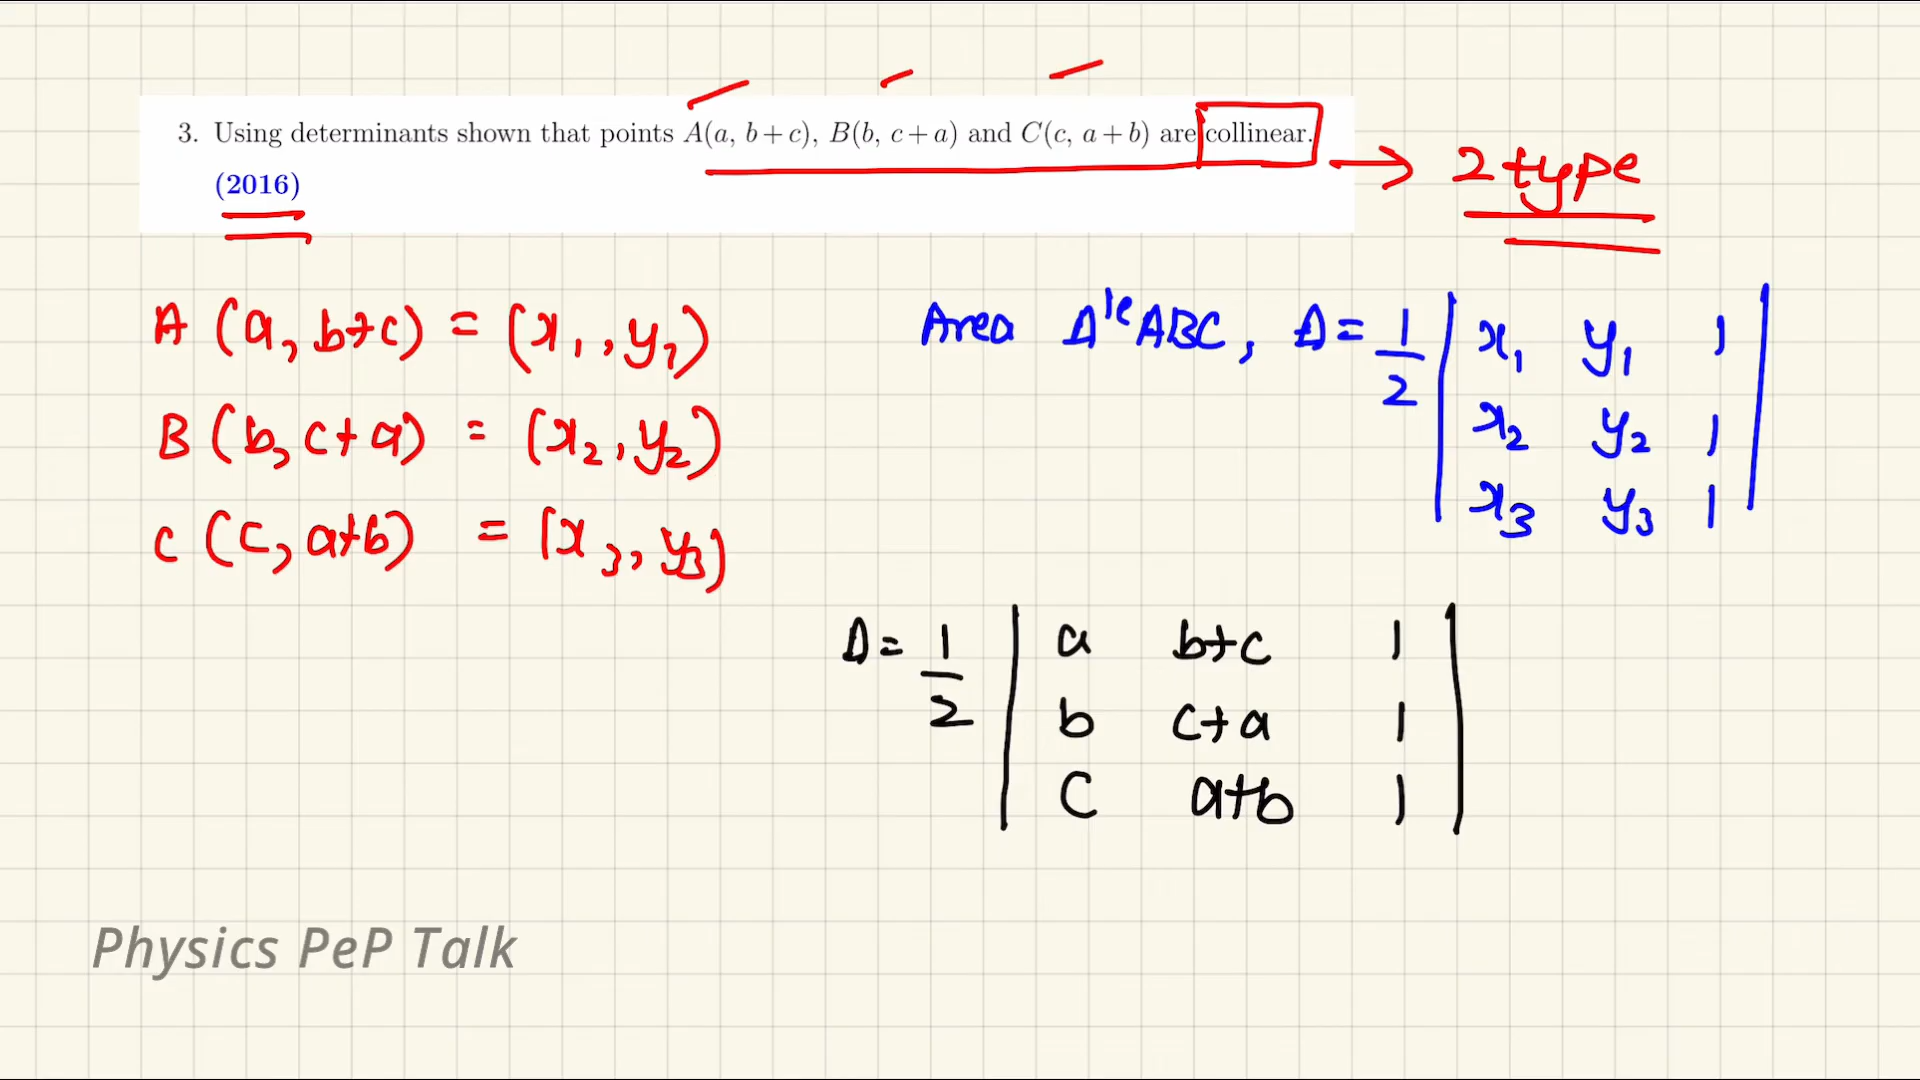 3. Using determinants shown that points A(a, b+c), B(b, c+a) and C(c, a+b) are collinear.
(2016)
→ 2 type
A (a, b+c) = (x₁, y₁)
B (b, c+a) = (x₂, y₂)
C (c, a+b) = (x₃, y₃)
Area Δle ABC, Δ = 1/2 | x₁ y₁ 1 |
| x₂ y₂ 1 |
| x₃ y₃ 1 |
Δ = 1/2 | a b+c 1 |
| b c+a 1 |
| c a+b 1 |
Physics PeP Talk